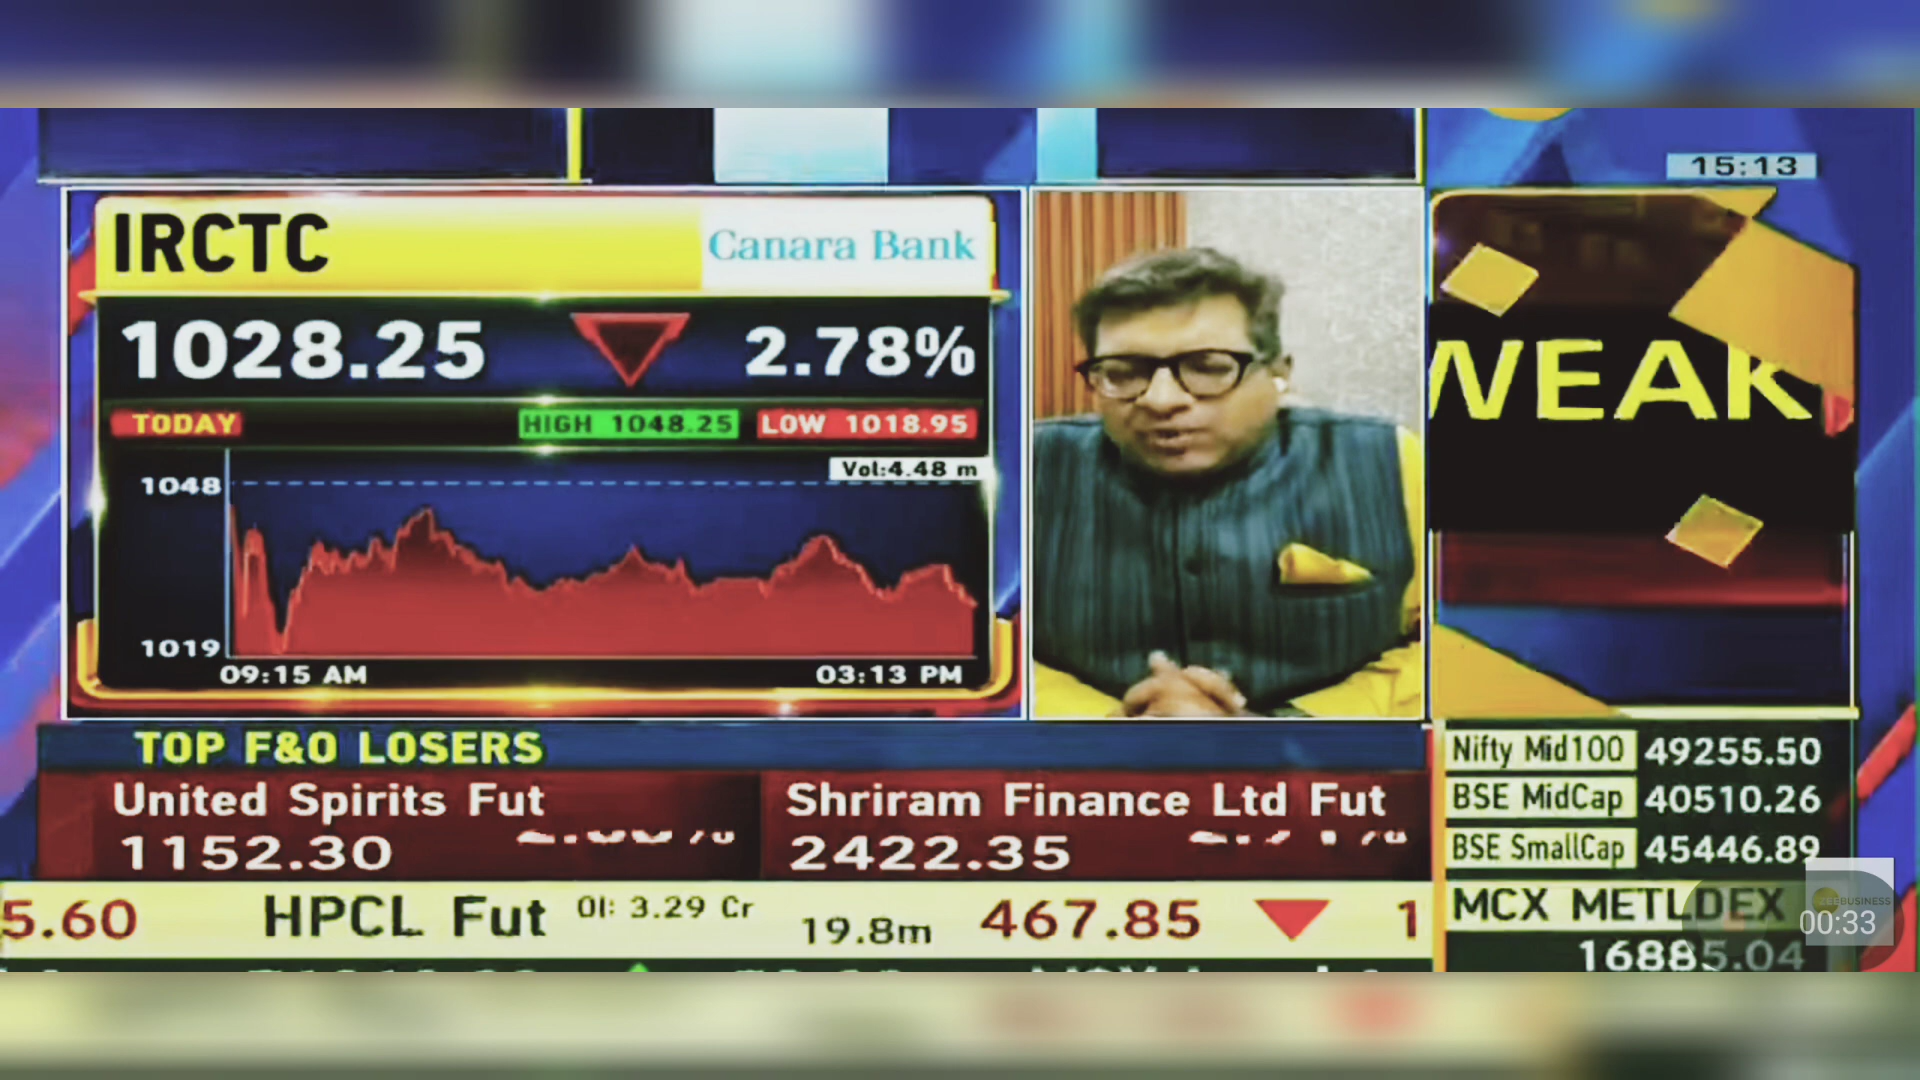 15:13
IRCTC
Canara Bank
1028.25 2.78%
TODAY HIGH 1048.25 LOW 1018.95
Vol:4.48 m
1048
1019
09:15 AM 03:13 PM
WEAK
TOP F&O LOSERS
United Spirits Fut
1152.30
Shriram Finance Ltd Fut
2422.35
Nifty Mid100 49255.50
BSE MidCap 40510.26
BSE SmallCap 45446.89
5.60 HPCL Fut OI: 3.29 Cr 19.8m 467.85 1
MCX METLDEX
16885.04
ZEEBUSINESS
00:33